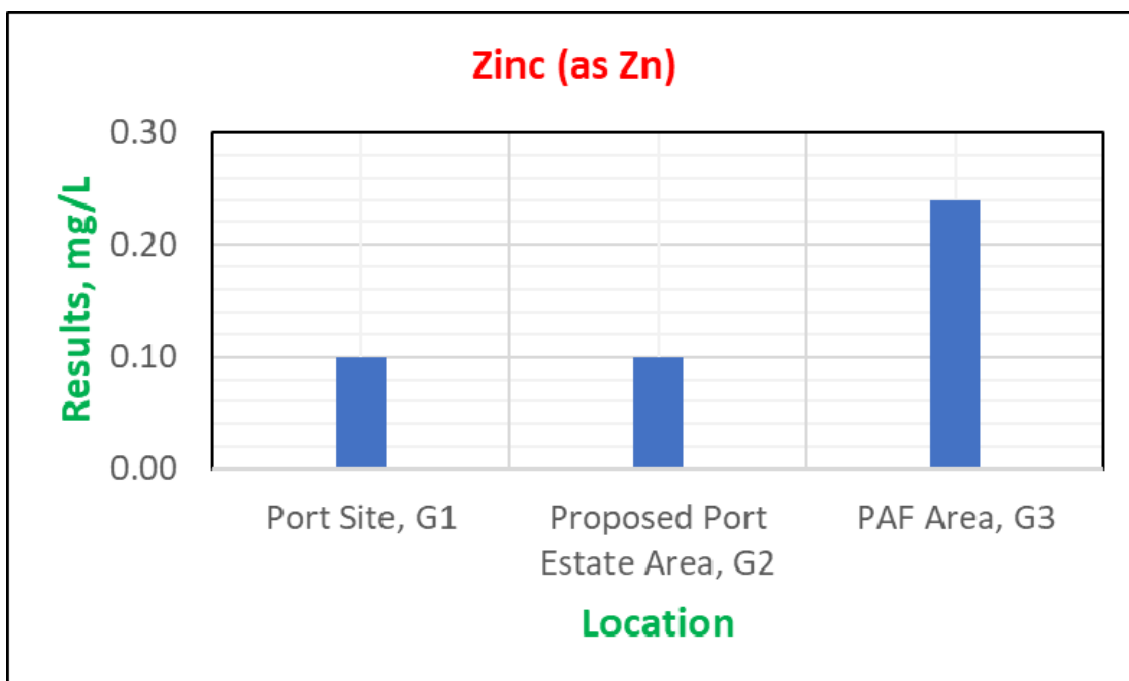 Zinc (as Zn)
Results, mg/L
0.30
0.20
0.10
0.00
Port Site, G1
Proposed Port
Estate Area, G2
PAF Area, G3
Location